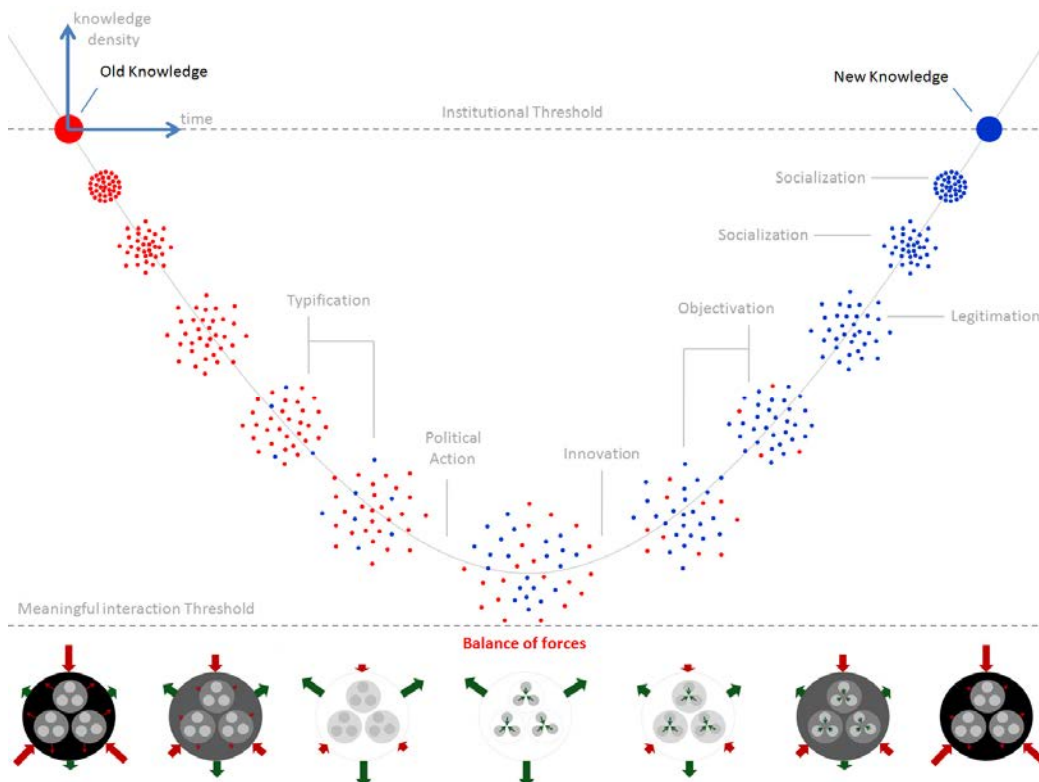 knowledge
density
Old Knowledge
New Knowledge
time
Institutional Threshold
Socialization
Socialization
Typification
Objectivation
Legitimation
Political
Action
Innovation
Meaningful interaction Threshold
Balance of forces